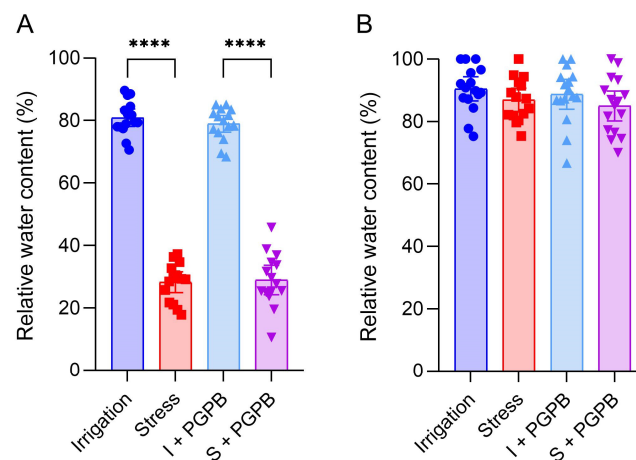 A
B
**** ****
Relative water content (%)
100
80
60
40
20
0
Irrigation
Stress
I + PGPB
S + PGPB
Relative water content (%)
100
80
60
40
20
0
Irrigation
Stress
I + PGPB
S + PGPB